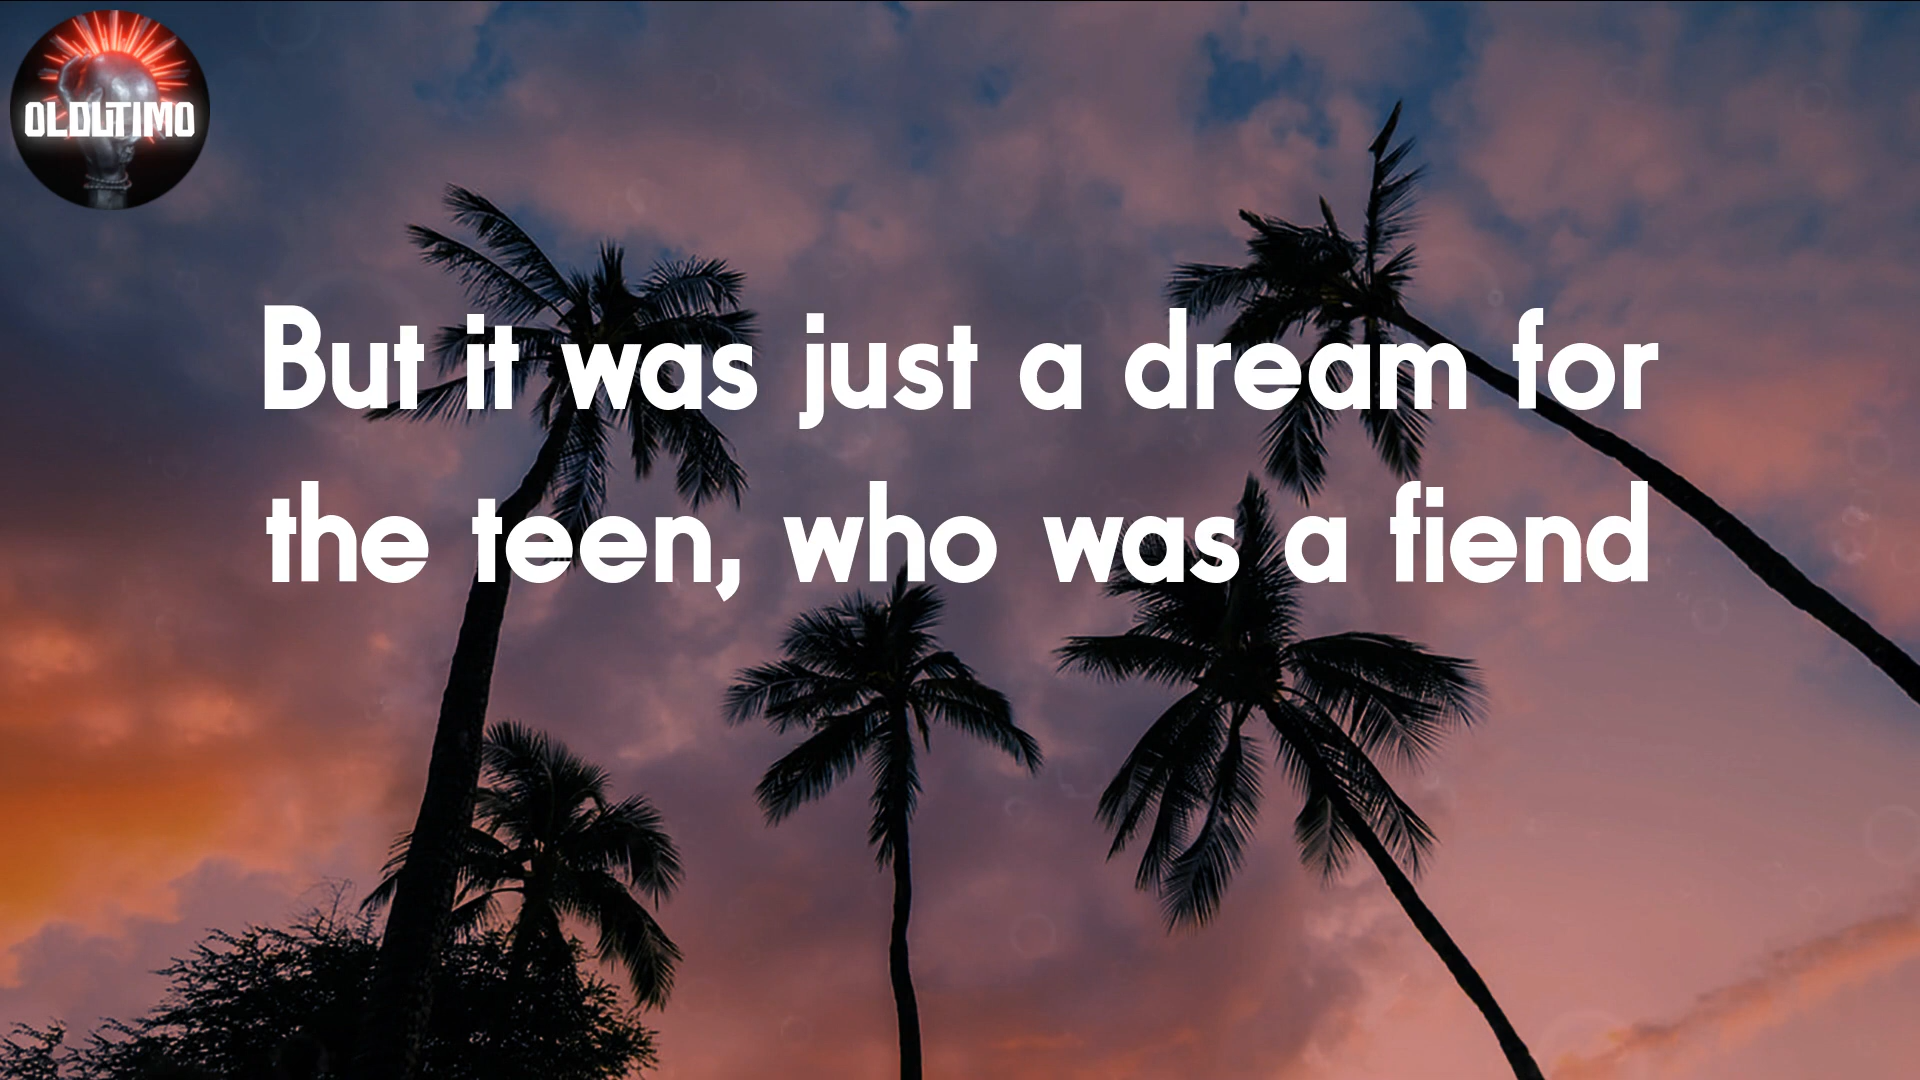 OLDUTIMO
But it was just a dream for
the teen, who was a fiend